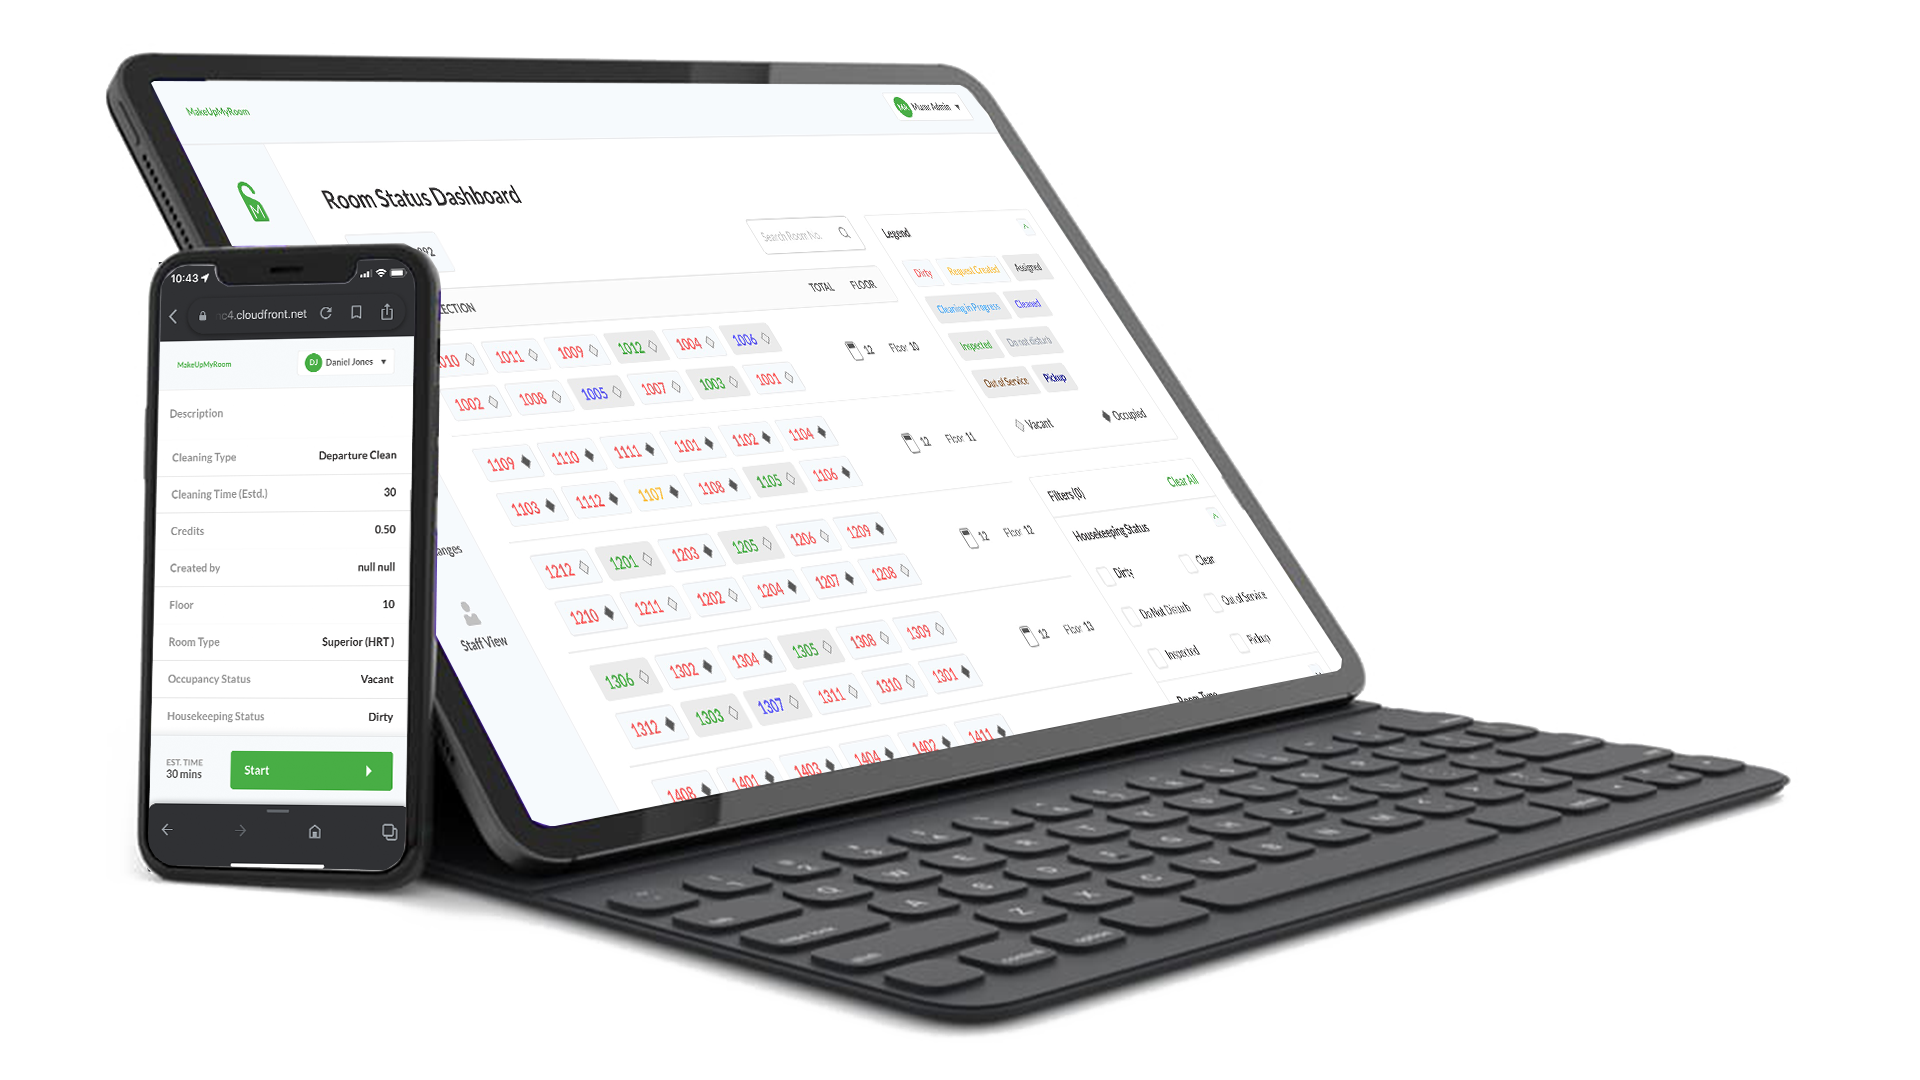 MakeUpMyRoom
MA Mumr Admin
M
Room Status Dashboard
Search Room No.
TOTAL FLOOR
1011 1009 1012 1004 1006
12 Floor 10
1002 1008 1005 1007 1003 1001
1109 1110 1111 1101 1102 1104
12 Floor 11
1103 1112 1107 1108 1105 1106
1212 1201 1203 1205 1206 1209
12 Floor 12
1210 1211 1202 1204 1207 1208
1306 1302 1304 1305 1308 1309
12 Floor 13
1312 1303 1307 1311 1310 1301
1408 1401 1403 1404 1402 1411
Staff View
Legend
Dirty Request Created Assigned
Cleaning in Progress Cleaned
Inspected Do not disturb
Out of Service Pickup
Vacant Occupied
Filters (0) Clear All
Housekeeping Status
Dirty Clear
Do Not Disturb Out of Service
Inspected Pickup
Room Type
10:43
c4.cloudfront.net
MakeUpMyRoom
DJ Daniel Jones
Description
Cleaning Type Departure Clean
Cleaning Time (Estd.) 30
Credits 0.50
Created by null null
Floor 10
Room Type Superior (HRT )
Occupancy Status Vacant
Housekeeping Status Dirty
EST. TIME
30 mins
Start